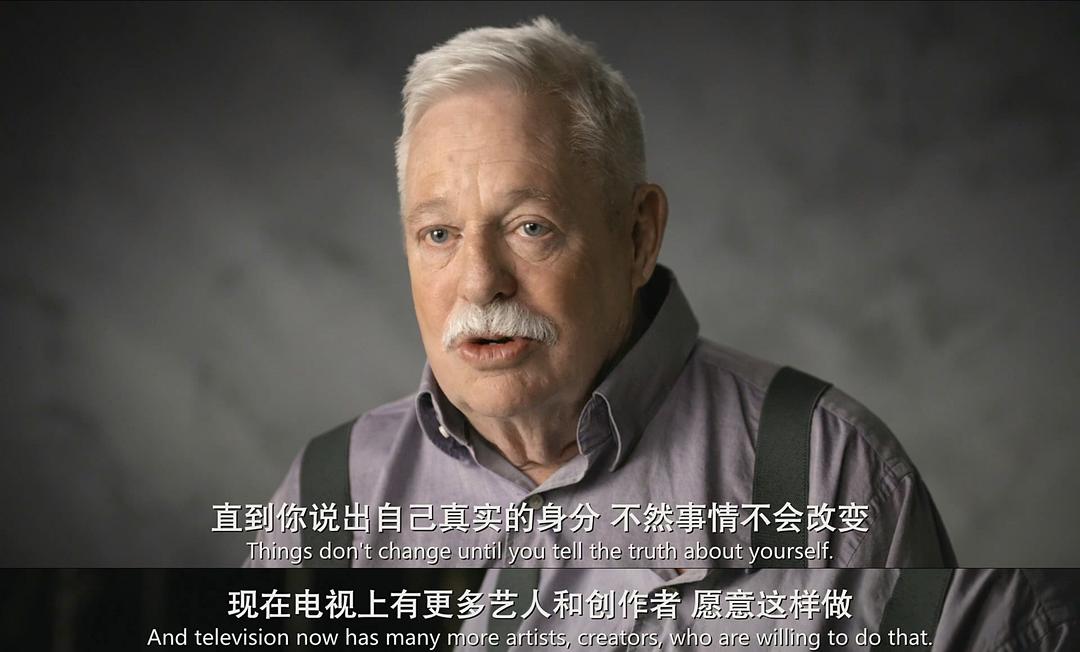 直到你说出自己真实的身分 不然事情不会改变
Things don't change until you tell the truth about yourself.
现在电视上有更多艺人和创作者 愿意这样做
And television now has many more artists, creators, who are willing to do that.